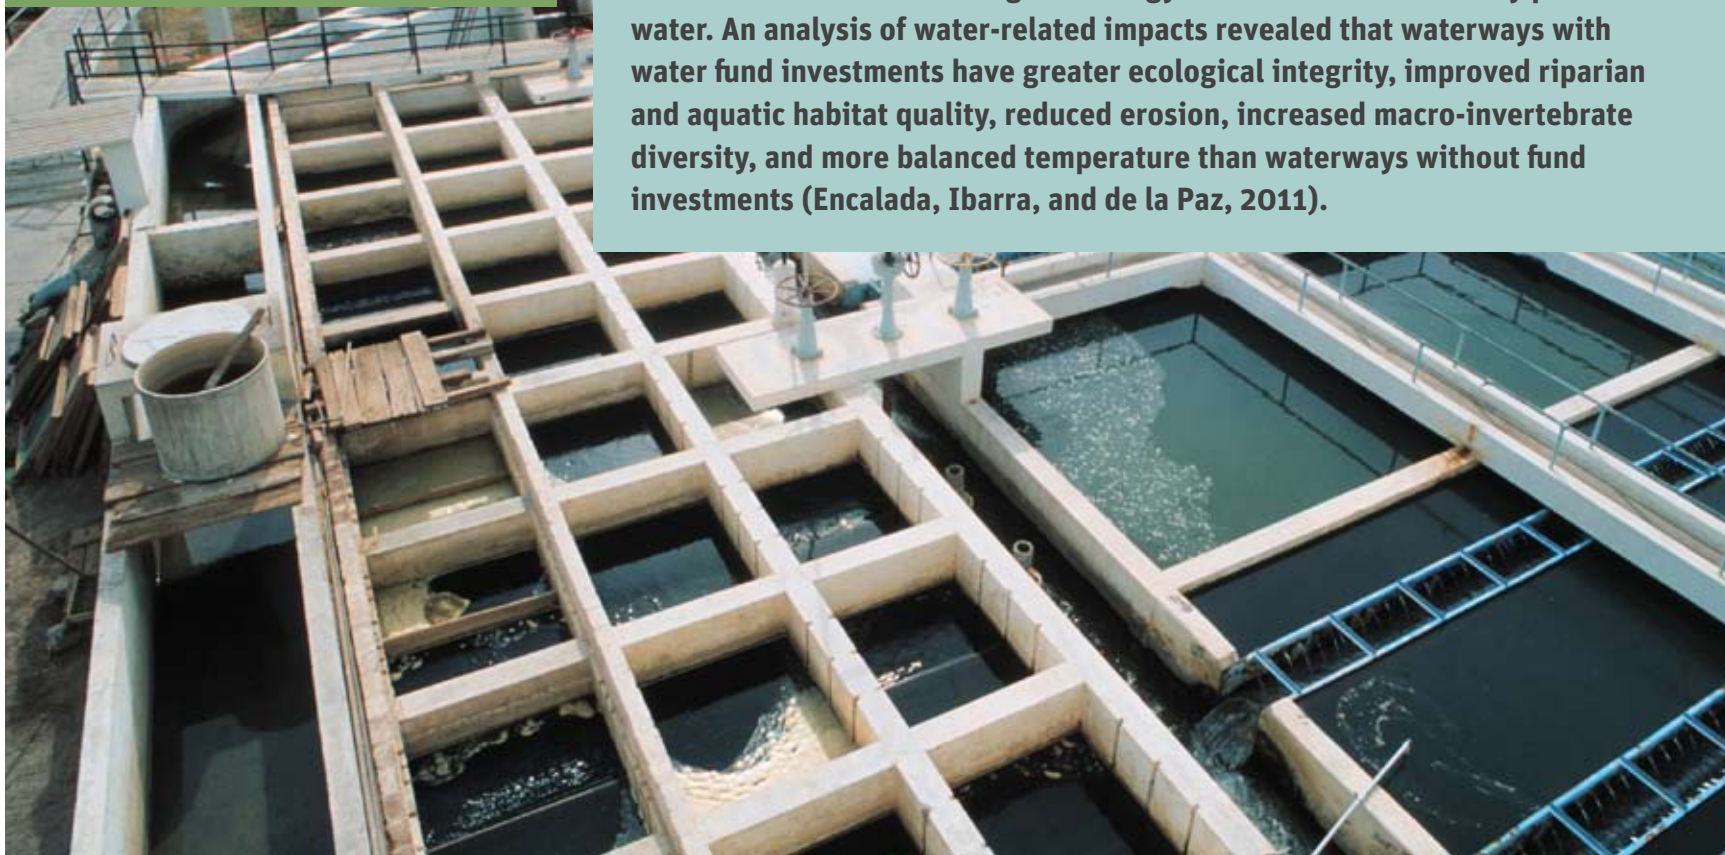 water. An analysis of water-related impacts revealed that waterways with
water fund investments have greater ecological integrity, improved riparian
and aquatic habitat quality, reduced erosion, increased macro-invertebrate
diversity, and more balanced temperature than waterways without fund
investments (Encalada, Ibarra, and de la Paz, 2011).